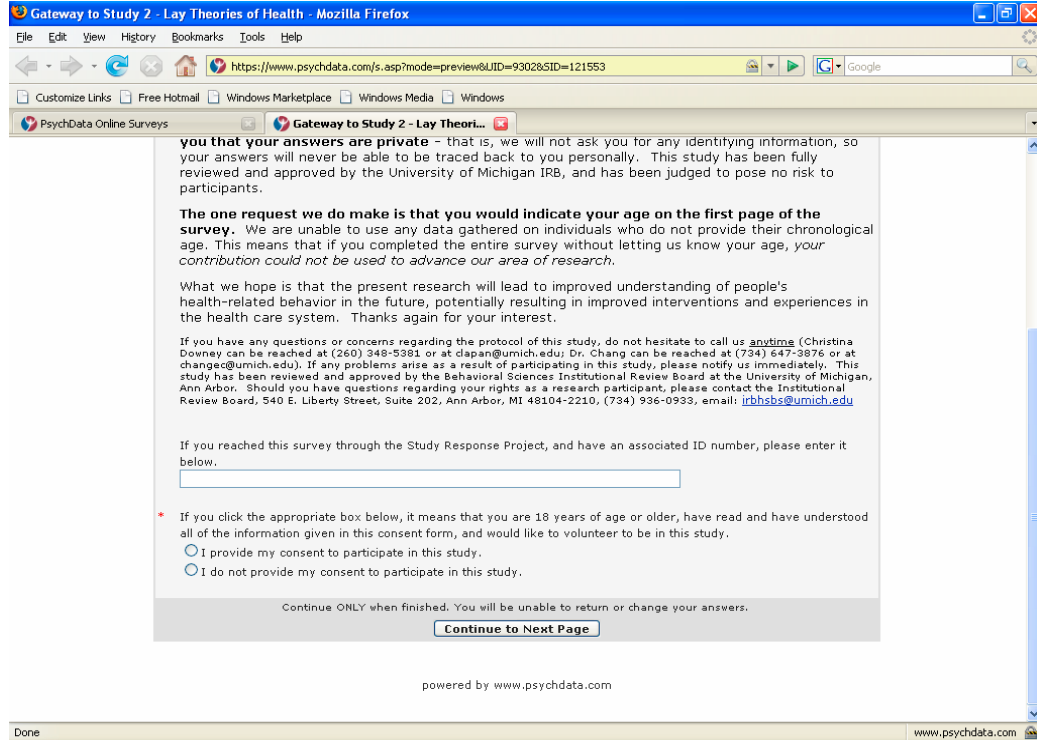 Gateway to Study 2 - Lay Theories of Health - Mozilla Firefox
File Edit View History Bookmarks Tools Help
https://www.psychdata.com/s.asp?mode=preview&UID=9302&SID=121553
G Google
Customize Links Free Hotmail Windows Marketplace Windows Media Windows
PsychData Online Surveys Gateway to Study 2 - Lay Theori...
you that your answers are private – that is, we will not ask you for any identifying information, so
your answers will never be able to be traced back to you personally. This study has been fully
reviewed and approved by the University of Michigan IRB, and has been judged to pose no risk to
participants.
The one request we do make is that you would indicate your age on the first page of the
survey. We are unable to use any data gathered on individuals who do not provide their chronological
age. This means that if you completed the entire survey without letting us know your age, your
contribution could not be used to advance our area of research.
What we hope is that the present research will lead to improved understanding of people's
health-related behavior in the future, potentially resulting in improved interventions and experiences in
the health care system. Thanks again for your interest.
If you have any questions or concerns regarding the protocol of this study, do not hesitate to call us anytime (Christina
Downey can be reached at (260) 348-5381 or at clapan@umich.edu; Dr. Chang can be reached at (734) 647-3876 or at
changec@umich.edu). If any problems arise as a result of participating in this study, please notify us immediately. This
study has been reviewed and approved by the Behavioral Sciences Institutional Review Board at the University of Michigan,
Ann Arbor. Should you have questions regarding your rights as a research participant, please contact the Institutional
Review Board, 540 E. Liberty Street, Suite 202, Ann Arbor, MI 48104-2210, (734) 936-0933, email: irbhsbs@umich.edu
If you reached this survey through the Study Response Project, and have an associated ID number, please enter it
below.
* If you click the appropriate box below, it means that you are 18 years of age or older, have read and have understood
all of the information given in this consent form, and would like to volunteer to be in this study.
I provide my consent to participate in this study.
I do not provide my consent to participate in this study.
Continue ONLY when finished. You will be unable to return or change your answers.
Continue to Next Page
powered by www.psychdata.com
Done www.psychdata.com